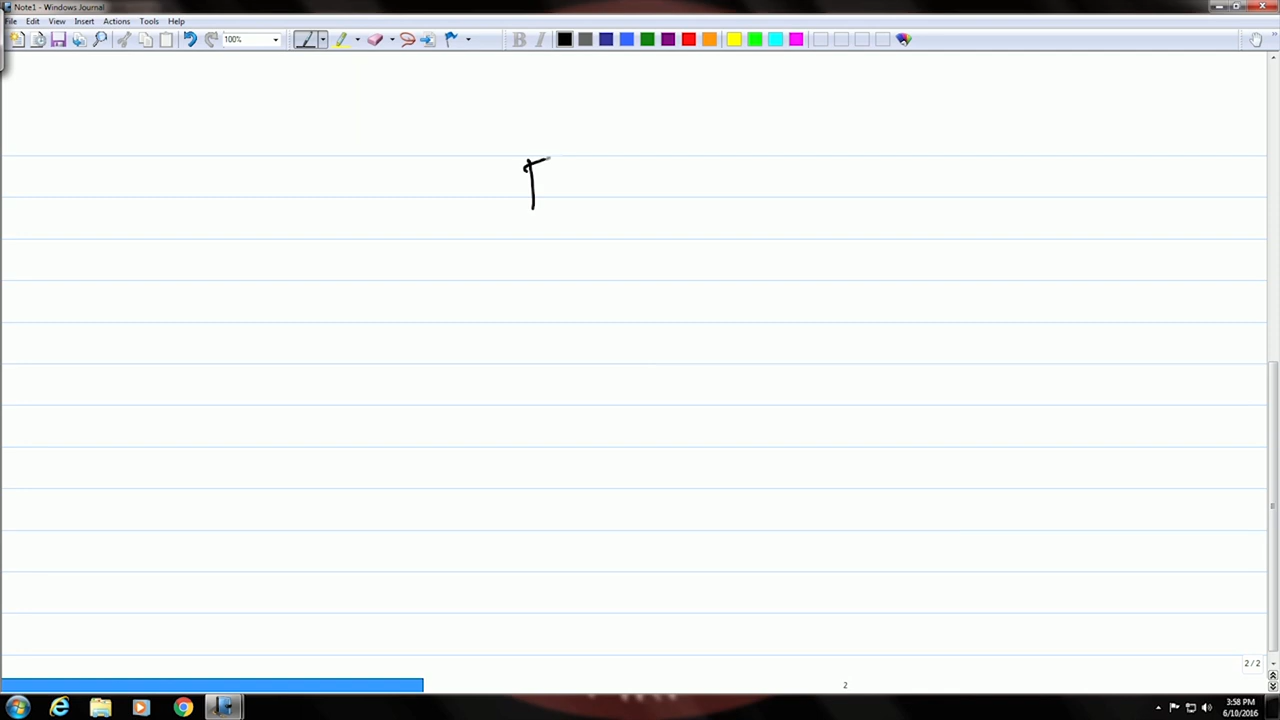 Note1 - Windows Journal
File Edit View Insert Actions Tools Help
100% B I
2 / 2
2
3:58 PM
6/10/2016